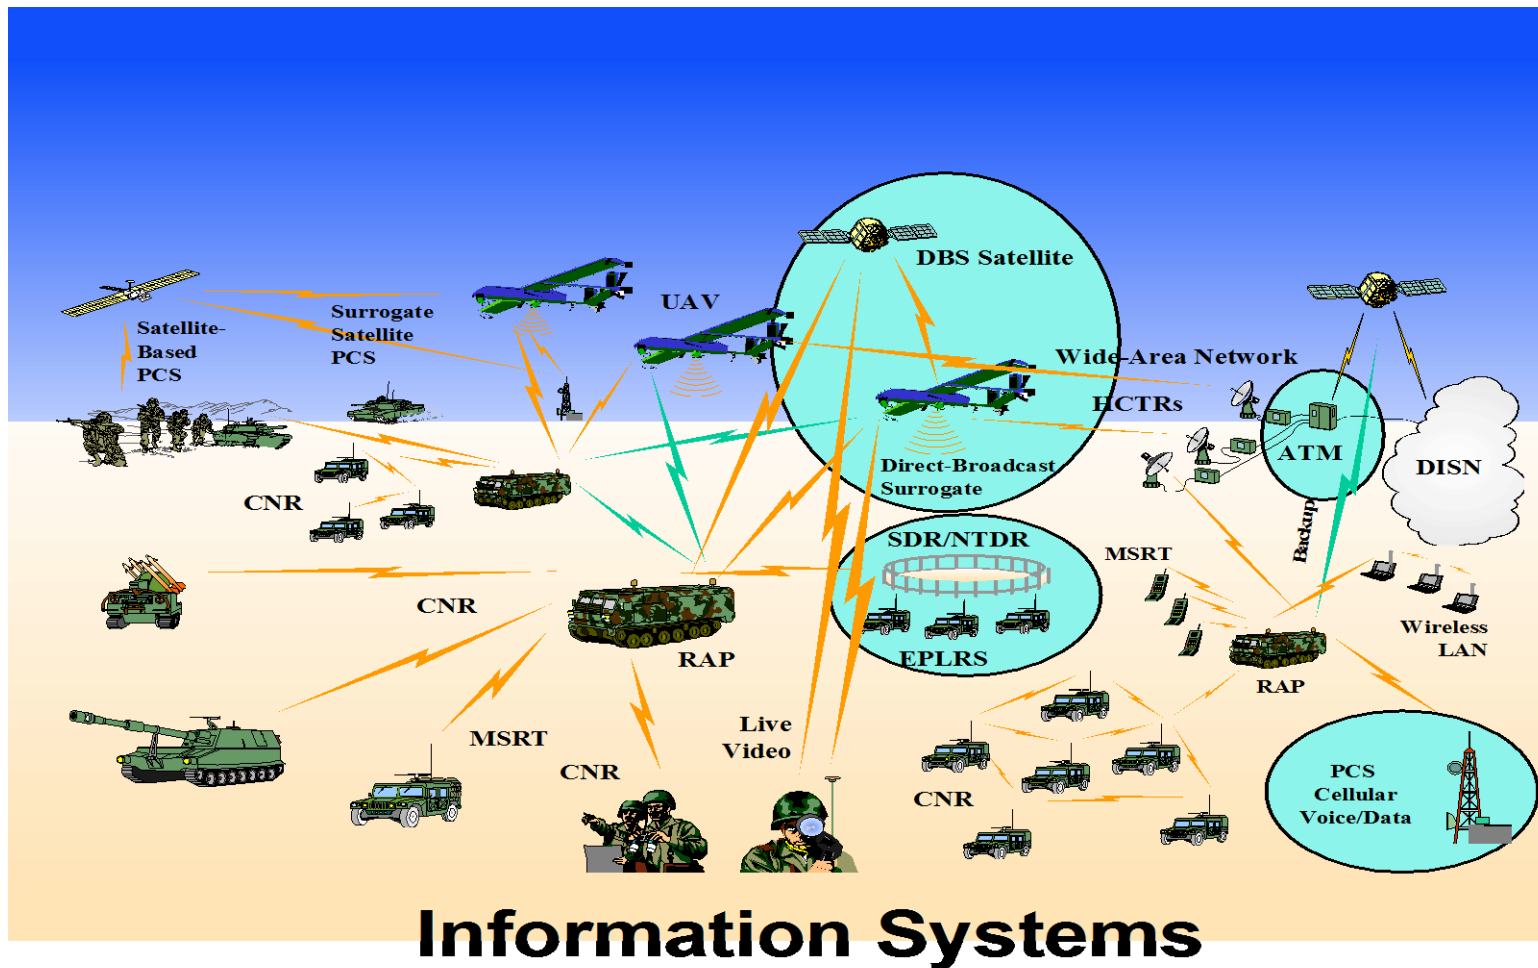 DBS Satellite
UAV
Surrogate
Satellite
PCS
Satellite-
Based
PCS
Wide-Area Network
HCTRs
ATM
DISN
Direct-Broadcast
Surrogate
CNR
Backup
SDR/NTDR
EPLRS
MSRT
Wireless
LAN
CNR
RAP
RAP
MSRT
Live
Video
CNR
CNR
PCS
Cellular
Voice/Data
Information Systems